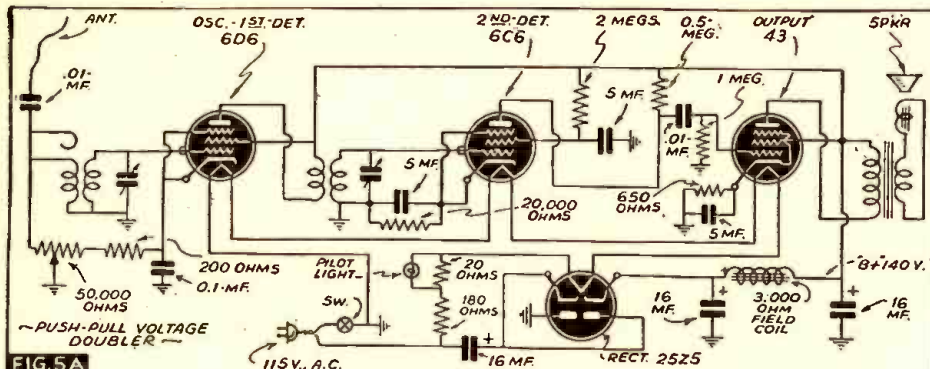 ANT.
OSC.-1ST-DET.
6D6
2ND-DET.
6C6
2 MEGS.
0.5-
MEG.
OUTPUT
43
SPKR
.01-
MF.
1 MEG.
5 MF.
.01-
MF.
5 MF
650
OHMS
20,000
OHMS
5 MF.
200 OHMS
0.1-MF.
50,000
OHMS
PILOT
LIGHT
20
OHMS
180
OHMS
SW.
B+140 V.
+
16
MF.
3,000
OHM
FIELD
COIL
+
16
MF.
~PUSH-PULL VOLTAGE
DOUBLER~
115 V., A.C.
+
16 MF.
RECT. 25Z5
FIG.5A